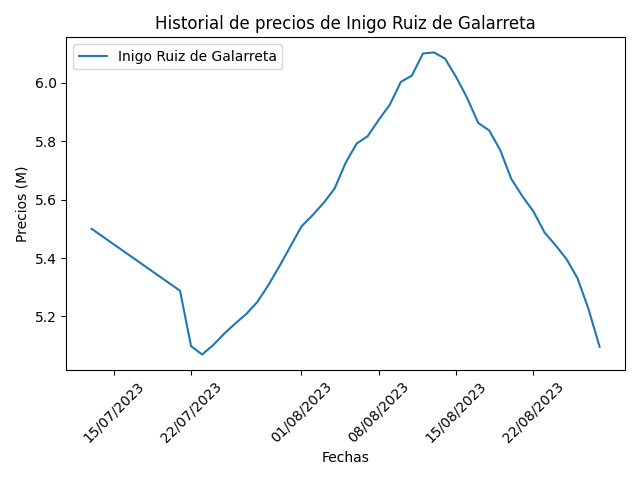 Historial de precios de Inigo Ruiz de Galarreta
Inigo Ruiz de Galarreta
Precios (M)
6.0
5.8
5.6
5.4
5.2
15/07/2023
22/07/2023
01/08/2023
08/08/2023
15/08/2023
22/08/2023
Fechas